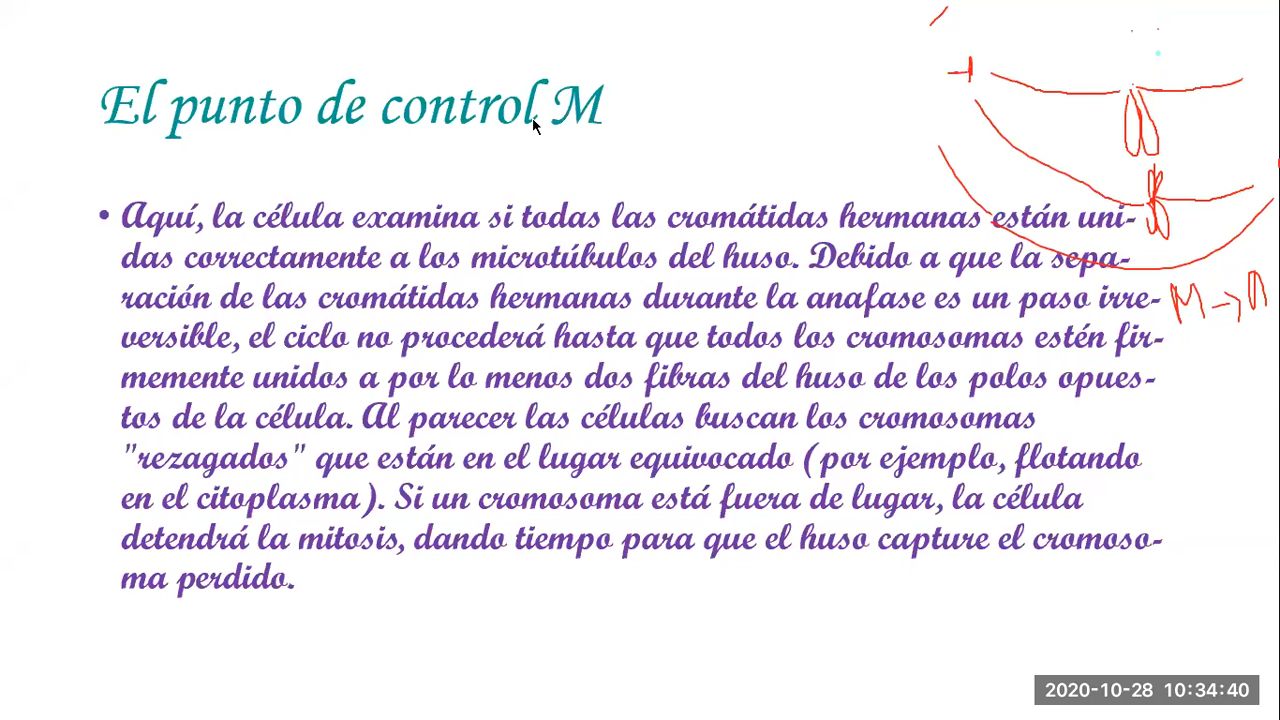 El punto de control M
• Aquí, la célula examina si todas las cromátidas hermanas están uni-
das correctamente a los microtúbulos del huso. Debido a que la sepa-
ración de las cromátidas hermanas durante la anafase es un paso irre-
versible, el ciclo no procederá hasta que todos los cromosomas estén fir-
memente unidos a por lo menos dos fibras del huso de los polos opues-
tos de la célula. Al parecer las células buscan los cromosomas
"rezagados" que están en el lugar equivocado (por ejemplo, flotando
en el citoplasma). Si un cromosoma está fuera de lugar, la célula
detendrá la mitosis, dando tiempo para que el huso capture el cromoso-
ma perdido.
M →
2020-10-28 10:34:40